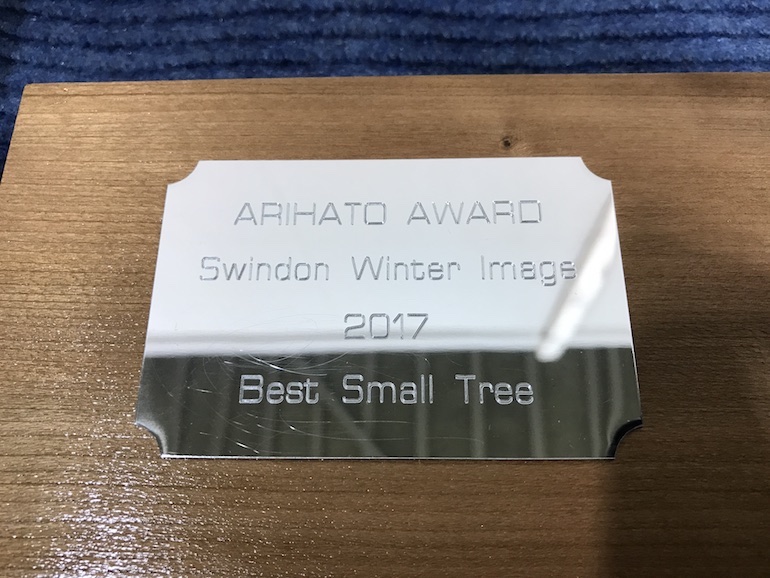 ARIHATO AWARD
Swindon Winter Image
2017
Best Small Tree